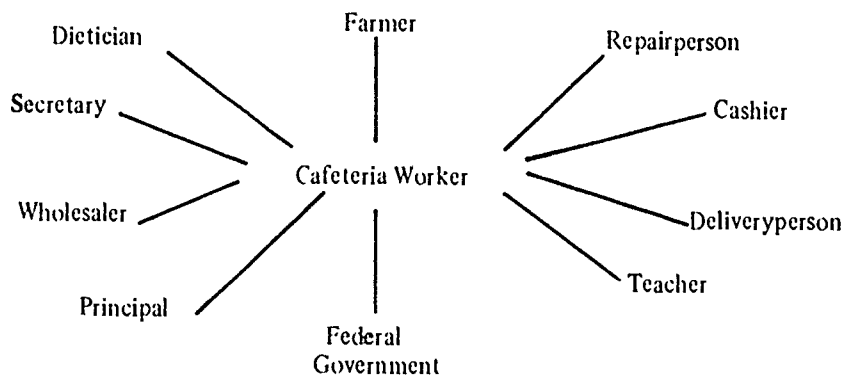 Farmer
Dietician
Repairperson
Secretary
Cashier
Cafeteria Worker
Wholesaler
Deliveryperson
Teacher
Principal
Federal
Government